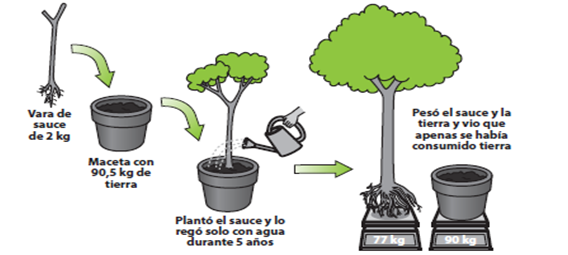 Vara de
sauce
de 2 kg
Maceta con
90,5 kg de
tierra
Plantó el sauce y lo
regó solo con agua
durante 5 años
Pesó el sauce y la
tierra y vio que
apenas se había
consumido tierra
77 kg
90 kg